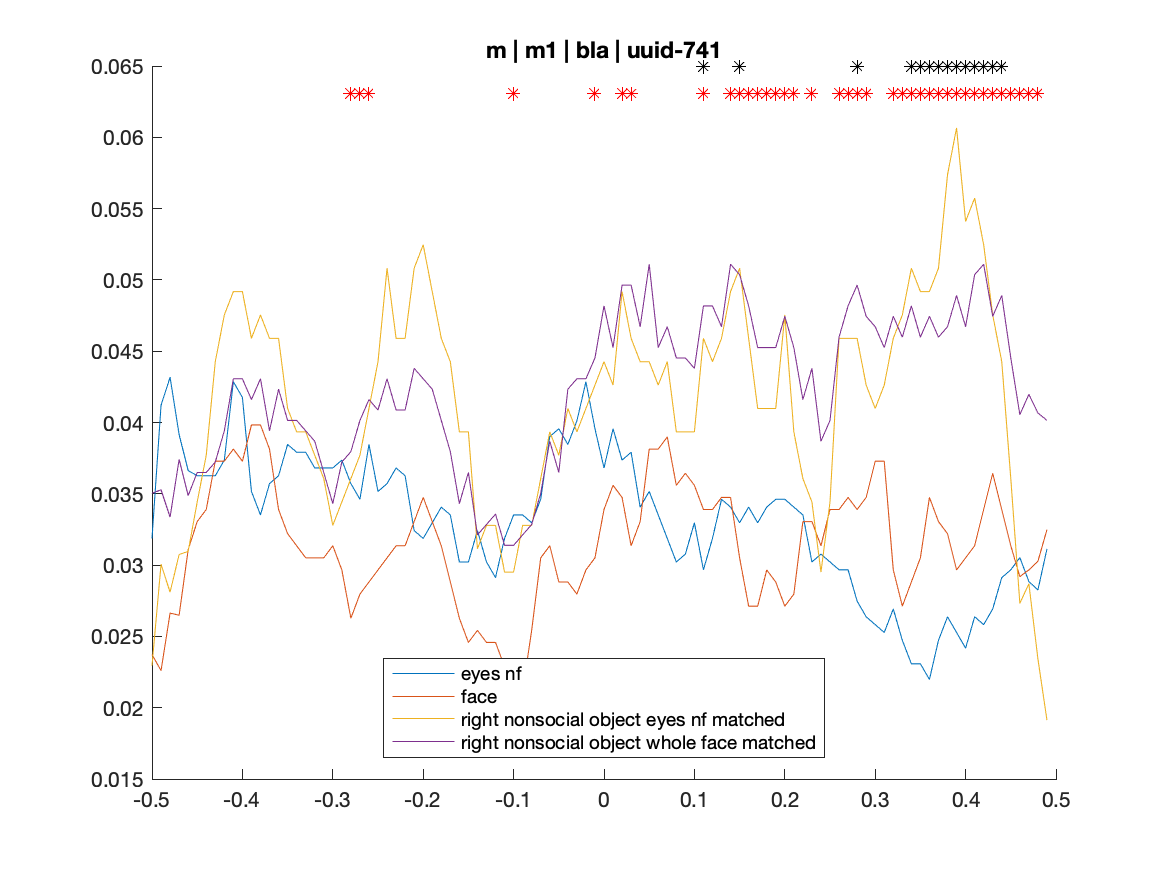 m | m1 | bla | uuid-741
0.065
0.06
0.055
0.05
0.045
0.04
0.035
0.03
0.025
0.02
0.015
eyes nf
face
right nonsocial object eyes nf matched
right nonsocial object whole face matched
-0.5 -0.4 -0.3 -0.2 -0.1 0 0.1 0.2 0.3 0.4 0.5